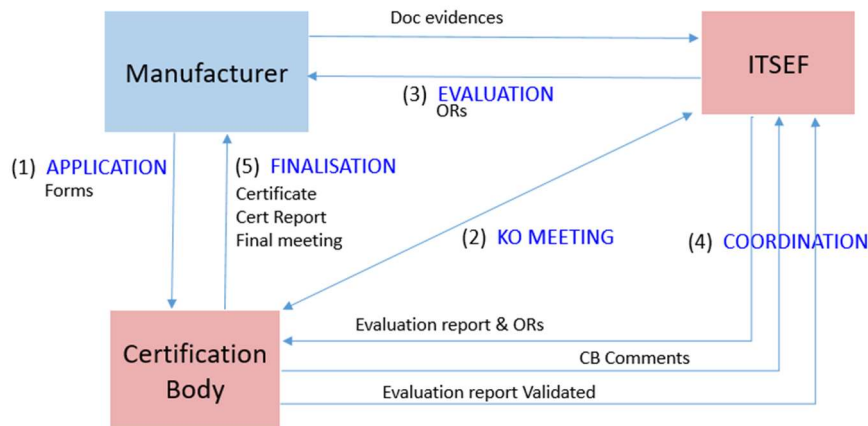 Doc evidences
Manufacturer
ITSEF
(3) EVALUATION
ORs
(1) APPLICATION
Forms
(5) FINALISATION
Certificate
Cert Report
Final meeting
(2) KO MEETING
(4) COORDINATION
Evaluation report & ORs
Certification
Body
CB Comments
Evaluation report Validated